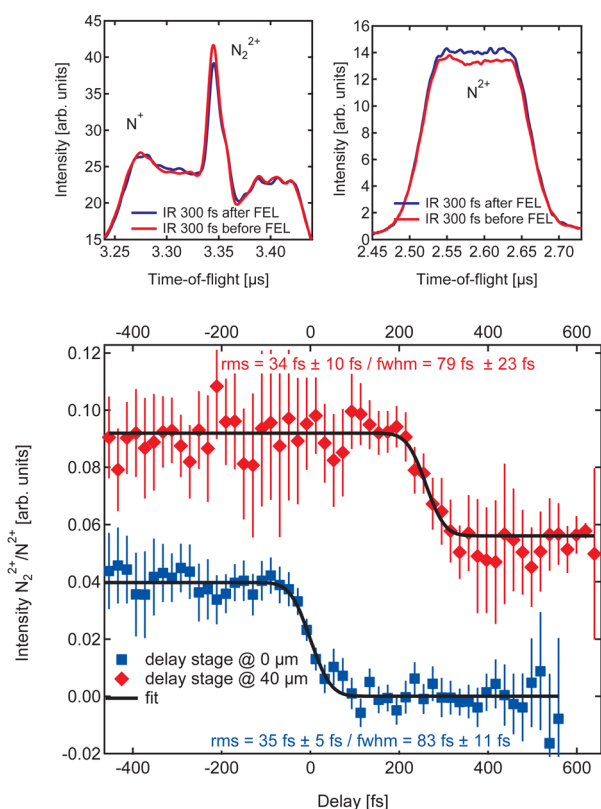 45
40
35
30
25
20
15
Intensity [arb. units]
N⁺
N₂²⁺
IR 300 fs after FEL
IR 300 fs before FEL
3.25 3.30 3.35 3.40
Time-of-flight [µs]
16
14
12
10
8
6
4
2
0
Intensity [arb. units]
N²⁺
IR 300 fs after FEL
IR 300 fs before FEL
2.45 2.50 2.55 2.60 2.65 2.70
Time-of-flight [µs]
-400 -200 0 200 400 600
rms = 34 fs ± 10 fs / fwhm = 79 fs ± 23 fs
0.12
0.10
0.08
0.06
0.04
0.02
0.00
-0.02
Intensity N₂²⁺/N²⁺ [arb. units]
delay stage @ 0 µm
delay stage @ 40 µm
fit
rms = 35 fs ± 5 fs / fwhm = 83 fs ± 11 fs
-400 -200 0 200 400 600
Delay [fs]